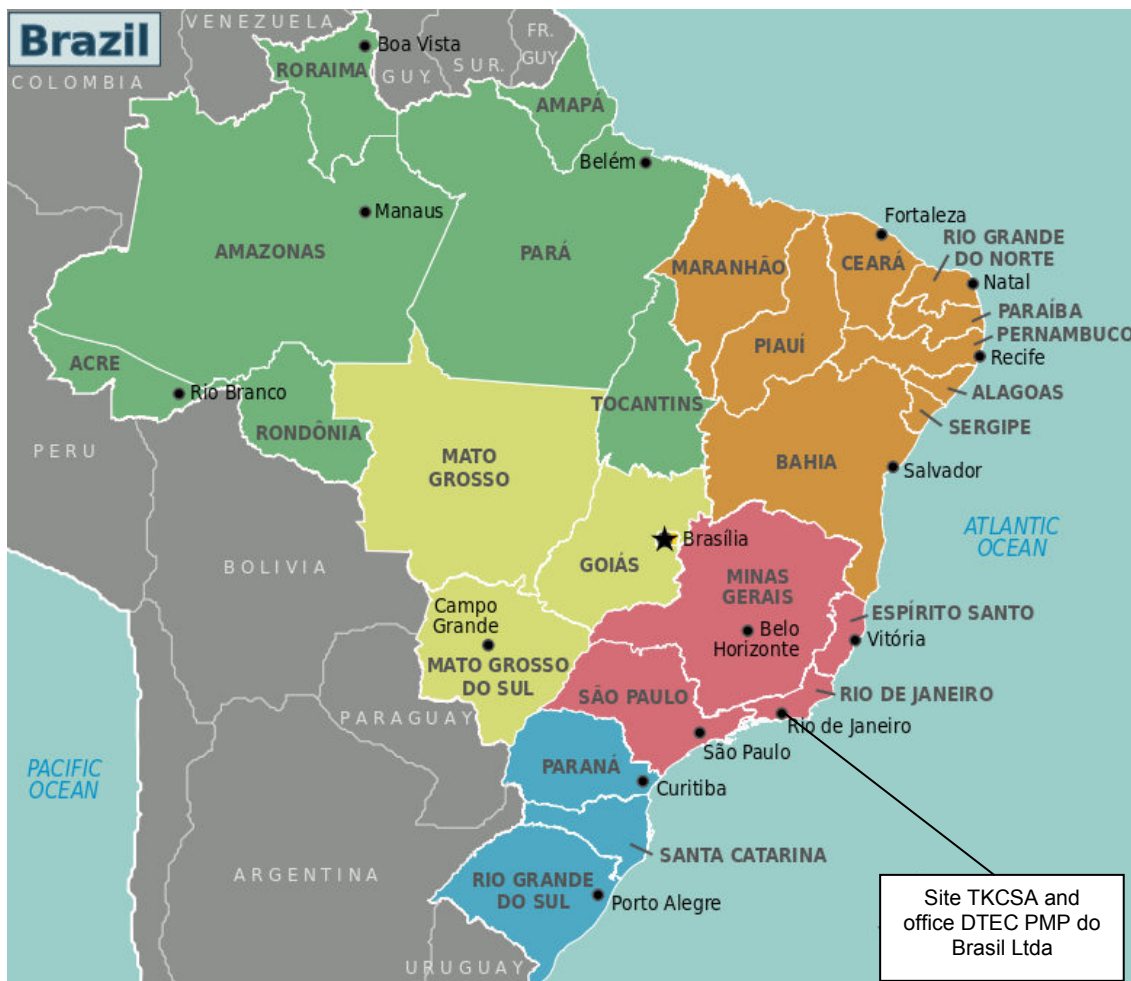 Brazil
VENEZUELA
COLOMBIA
GUY.
SUR.
FR.
GUY.
Boa Vista
RORAIMA
AMAPÁ
Belém
Manaus
AMAZONAS
PARÁ
Fortaleza
MARANHÃO
CEARÁ
RIO GRANDE
DO NORTE
Natal
PARAÍBA
PERNAMBUCO
PIAUÍ
Recife
ACRE
Rio Branco
RONDÔNIA
TOCANTINS
ALAGOAS
SERGIPE
PERU
MATO
GROSSO
BAHIA
Salvador
ATLANTIC
OCEAN
Brasília
GOIÁS
BOLIVIA
MINAS
GERAIS
Campo
Grande
Belo
Horizonte
ESPÍRITO SANTO
Vitória
MATO GROSSO
DO SUL
SÃO PAULO
RIO DE JANEIRO
Rio de Janeiro
PARAGUAY
São Paulo
PACIFIC
OCEAN
PARANÁ
Curitiba
SANTA CATARINA
ARGENTINA
RIO GRANDE
DO SUL
Porto Alegre
URUGUAY
Site TKCSA and
office DTEC PMP do
Brasil Ltda